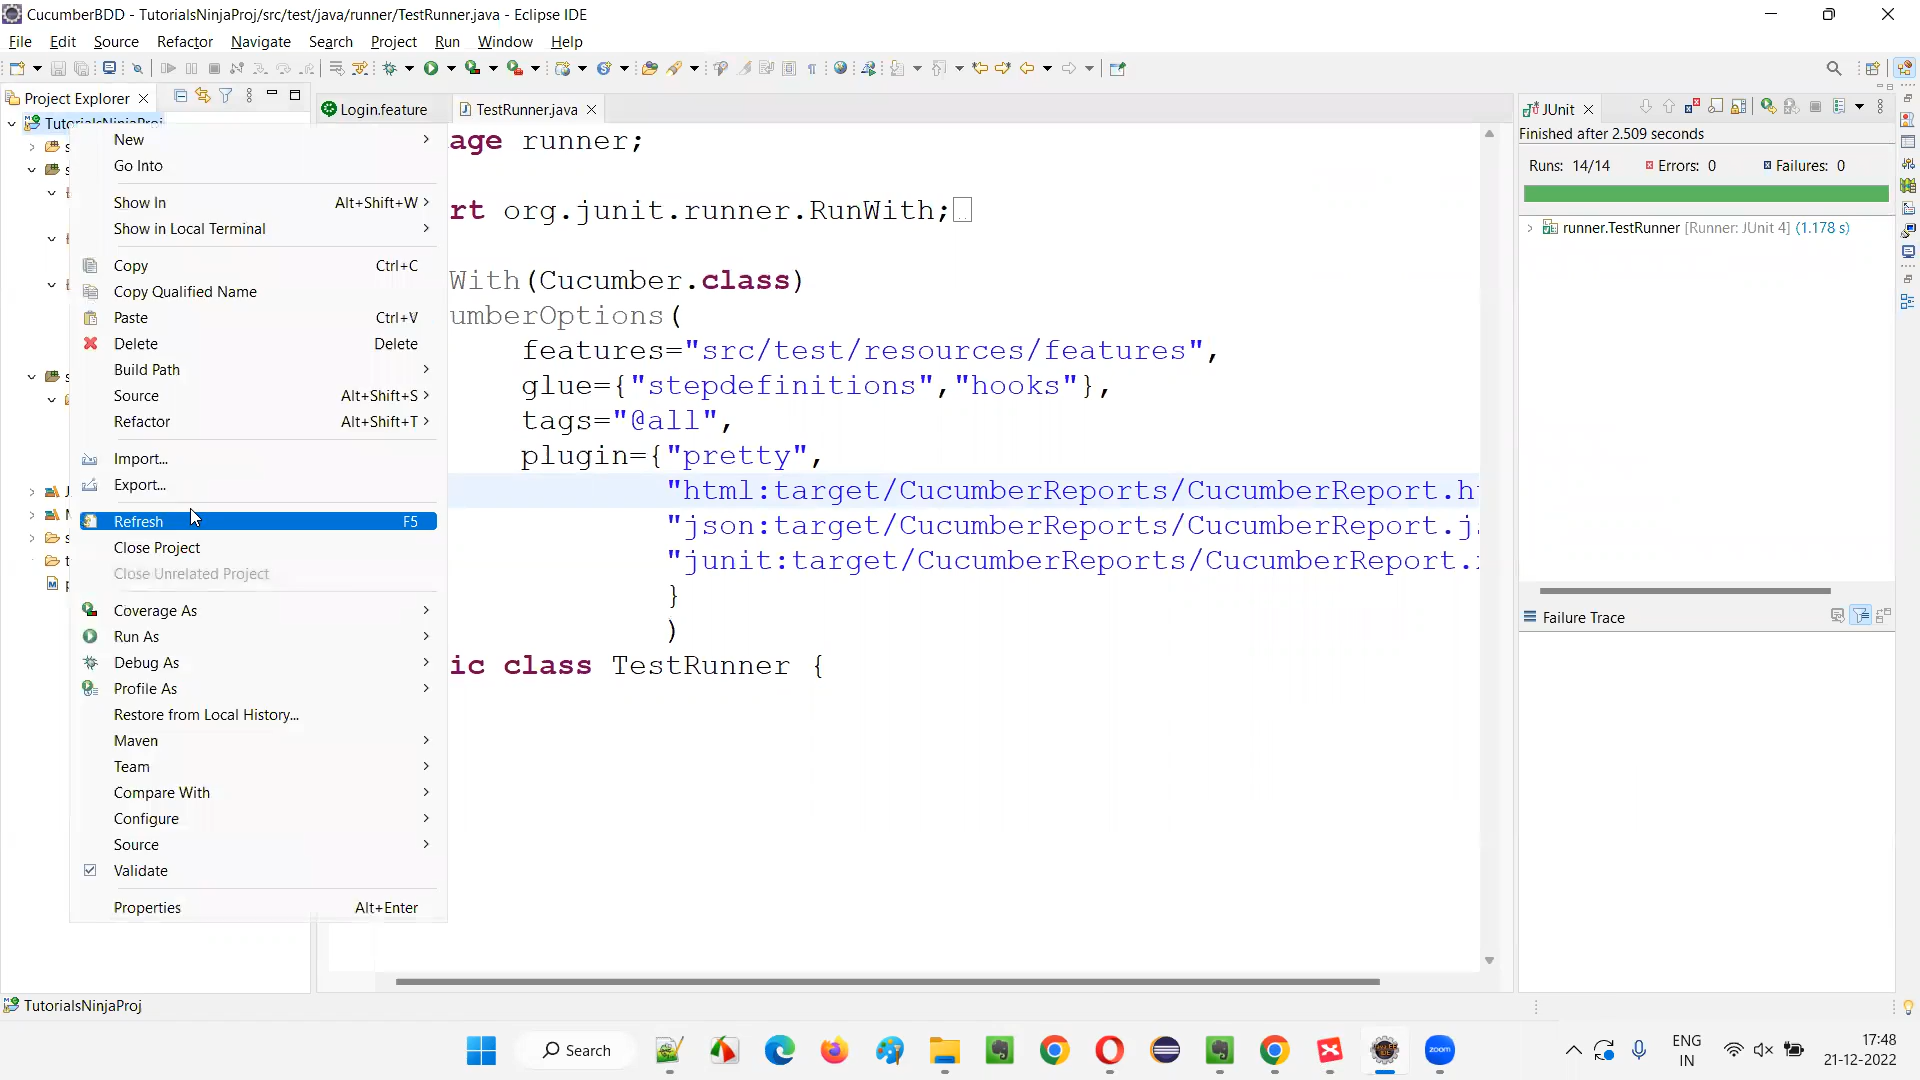 CucumberBDD - TutorialsNinjaProj/src/test/java/runner/TestRunner.java - Eclipse IDE
File Edit Source Refactor Navigate Search Project Run Window Help
Project Explorer
TutorialsNinjaProj
New
Go Into
Show In Alt+Shift+W
Show in Local Terminal
Copy Ctrl+C
Copy Qualified Name
Paste Ctrl+V
Delete Delete
Build Path
Source Alt+Shift+S
Refactor Alt+Shift+T
Import...
Export...
Refresh F5
Close Project
Close Unrelated Project
Coverage As
Run As
Debug As
Profile As
Restore from Local History...
Maven
Team
Compare With
Configure
Source
Validate
Properties Alt+Enter
Login.feature
TestRunner.java
age runner;
rt org.junit.runner.RunWith;
With(Cucumber.class)
umberOptions(
features="src/test/resources/features",
glue={"stepdefinitions","hooks"},
tags="@all",
plugin={"pretty",
"html:target/CucumberReports/CucumberReport.h
"json:target/CucumberReports/CucumberReport.j
"junit:target/CucumberReports/CucumberReport.
}
)
ic class TestRunner {
JUnit
Finished after 2.509 seconds
Runs: 14/14 Errors: 0 Failures: 0
runner.TestRunner [Runner: JUnit 4] (1.178 s)
Failure Trace
TutorialsNinjaProj
Search
zoom
ENG
IN
17:48
21-12-2022